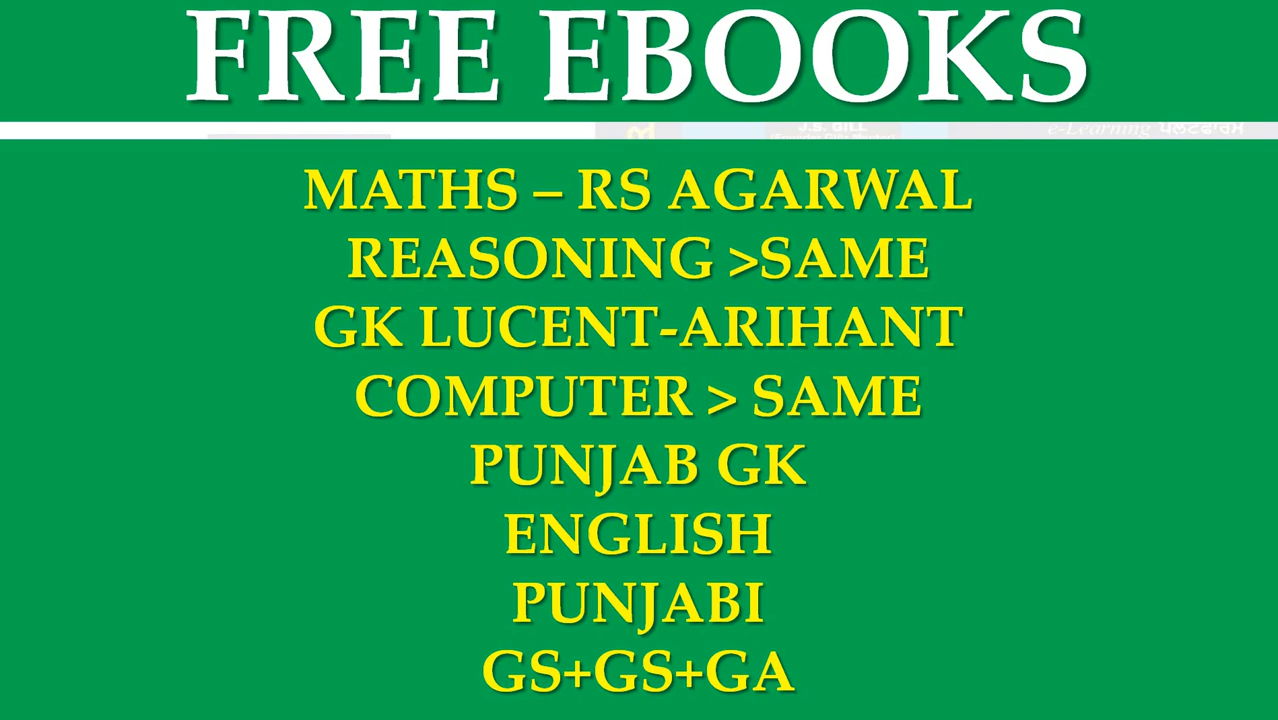 FREE EBOOKS
J.S. GILL
e-Learning ਪਲੇਟਫਾਰਮ
MATHS – RS AGARWAL
REASONING >SAME
GK LUCENT-ARIHANT
COMPUTER > SAME
PUNJAB GK
ENGLISH
PUNJABI
GS+GS+GA